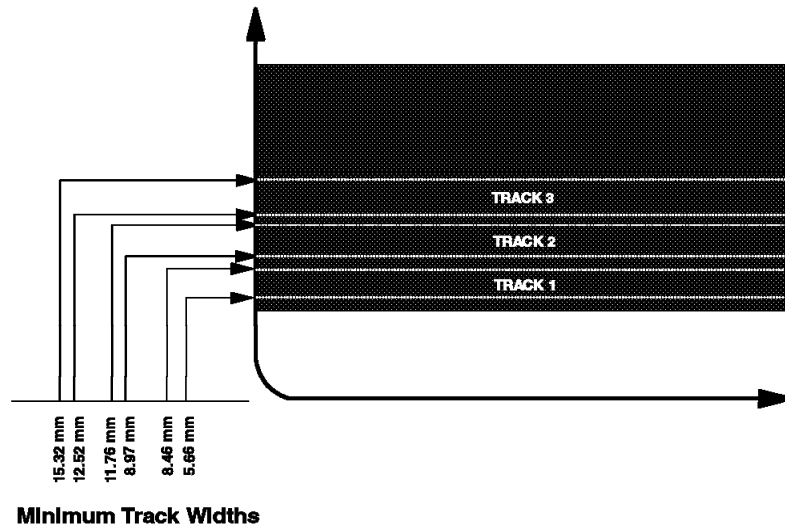 TRACK 3
TRACK 2
TRACK 1
15.32 mm
12.52 mm
11.76 mm
8.97 mm
8.46 mm
5.66 mm
Minimum Track Widths